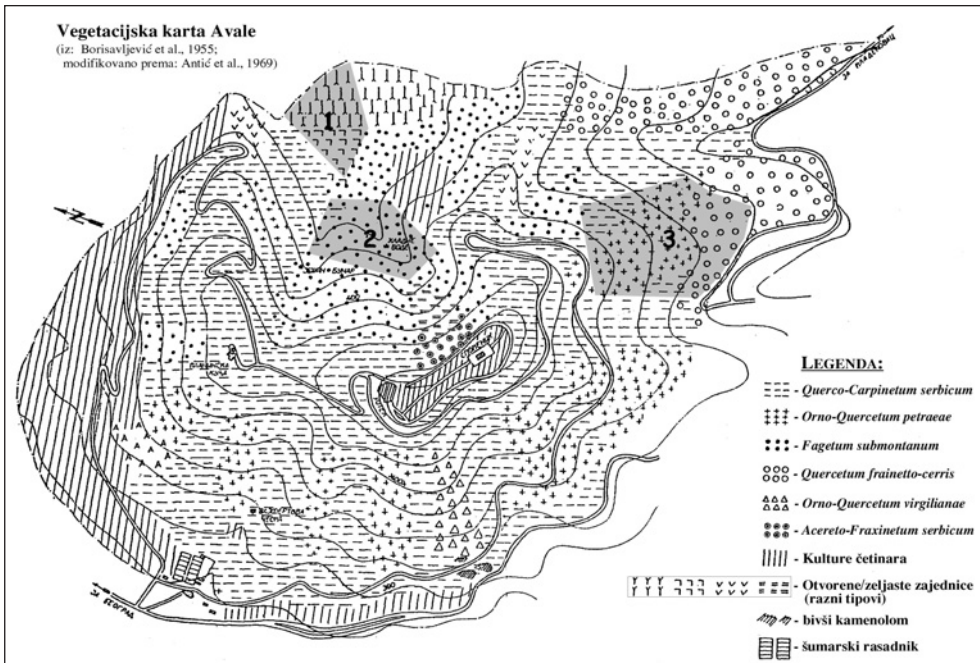 Vegetacijska karta Avale
(iz: Borisavljević et al., 1955;
modifikovano prema: Antić et al., 1969)
1
2
3
LEGENDA:
- Querco-Carpinetum serbicum
- Orno-Quercetum petraeae
- Fagetum submontanum
- Quercetum frainetto-cerris
- Orno-Quercetum virgilianae
- Acereto-Fraxinetum serbicum
- Kulture četinara
- Otvorene/zeljaste zajednice
(razni tipovi)
- bivši kamenolom
- šumarski rasadnik
ЗА БЕОГРАД